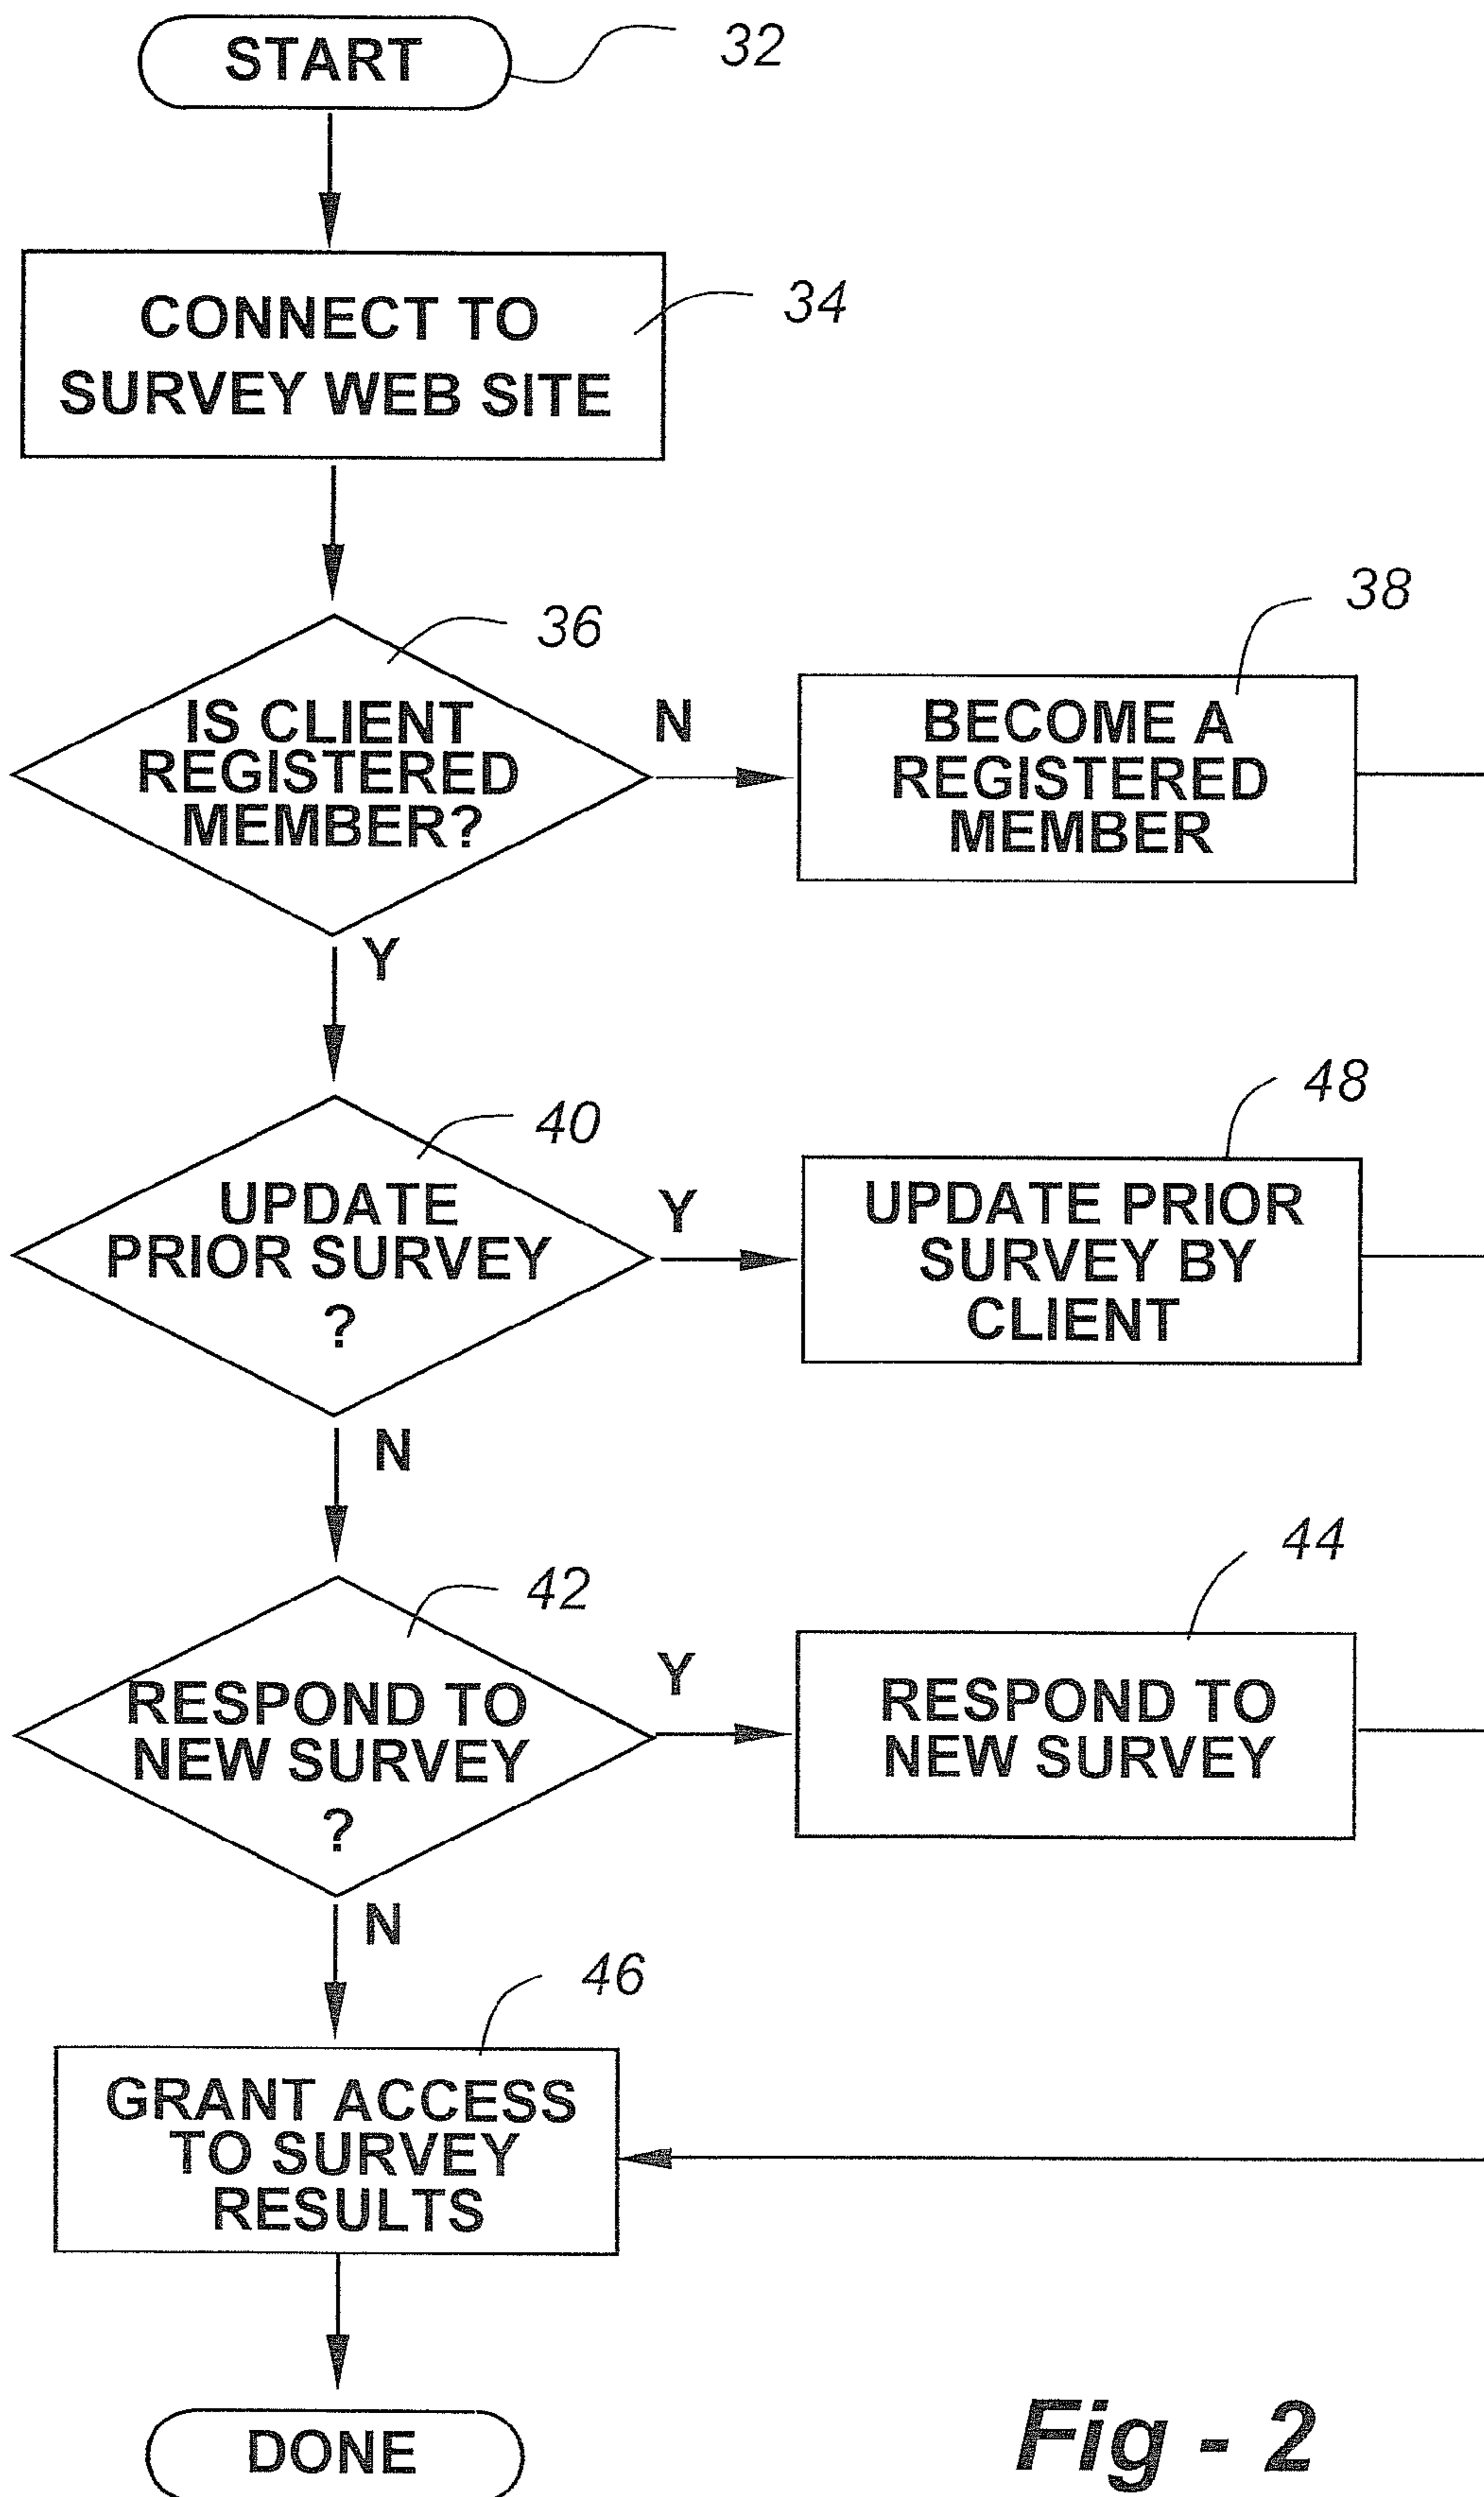 START
32
CONNECT TO
SURVEY WEB SITE
34
36
IS CLIENT
REGISTERED
MEMBER?
N
38
BECOME A
REGISTERED
MEMBER
Y
40
UPDATE
PRIOR SURVEY
?
Y
48
UPDATE PRIOR
SURVEY BY
CLIENT
N
42
RESPOND TO
NEW SURVEY
?
Y
44
RESPOND TO
NEW SURVEY
N
46
GRANT ACCESS
TO SURVEY
RESULTS
DONE
Fig - 2